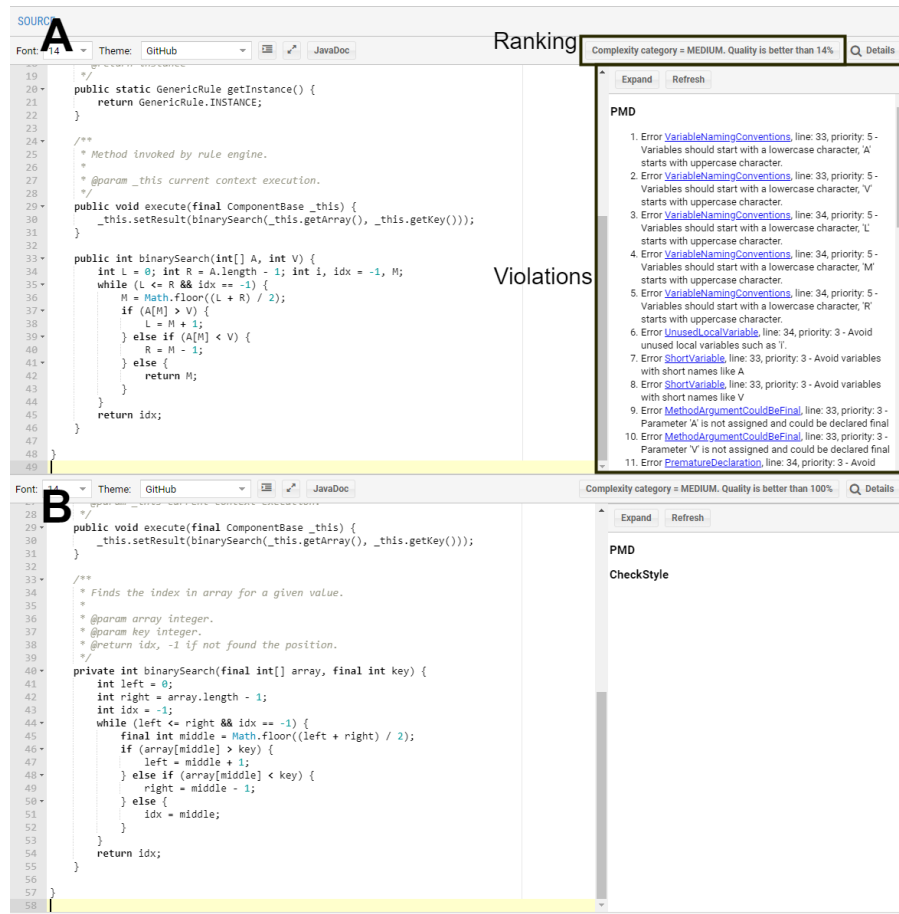 SOURCE
A
Font: 14 Theme: GitHub JavaDoc
Ranking
Complexity category = MEDIUM. Quality is better than 14% Details
Expand Refresh
18 * @return instance
19 */
20 public static GenericRule getInstance() {
21 return GenericRule.INSTANCE;
22 }
23
24 /**
25 * Method invoked by rule engine.
26 *
27 * @param _this current context execution.
28 */
29 public void execute(final ComponentBase _this) {
30 _this.setResult(binarySearch(_this.getArray(), _this.getKey()));
31 }
32
33 public int binarySearch(int[] A, int V) {
34 int L = 0; int R = A.length - 1; int i, idx = -1, M;
35 while (L <= R && idx == -1) {
36 M = Math.floor((L + R) / 2);
37 if (A[M] > V) {
38 L = M + 1;
39 } else if (A[M] < V) {
40 R = M - 1;
41 } else {
42 return M;
43 }
44 }
45 return idx;
46 }
47
48 }
49
Violations
PMD
1. Error VariableNamingConventions, line: 33, priority: 5 -
Variables should start with a lowercase character, 'A'
starts with uppercase character.
2. Error VariableNamingConventions, line: 33, priority: 5 -
Variables should start with a lowercase character, 'V'
starts with uppercase character.
3. Error VariableNamingConventions, line: 34, priority: 5 -
Variables should start with a lowercase character, 'L'
starts with uppercase character.
4. Error VariableNamingConventions, line: 34, priority: 5 -
Variables should start with a lowercase character, 'M'
starts with uppercase character.
5. Error VariableNamingConventions, line: 34, priority: 5 -
Variables should start with a lowercase character, 'R'
starts with uppercase character.
6. Error UnusedLocalVariable, line: 34, priority: 3 - Avoid
unused local variables such as 'i'.
7. Error ShortVariable, line: 33, priority: 3 - Avoid variables
with short names like A
8. Error ShortVariable, line: 33, priority: 3 - Avoid variables
with short names like V
9. Error MethodArgumentCouldBeFinal, line: 33, priority: 3 -
Parameter 'A' is not assigned and could be declared final
10. Error MethodArgumentCouldBeFinal, line: 33, priority: 3 -
Parameter 'V' is not assigned and could be declared final
11. Error PrematureDeclaration, line: 34, priority: 3 - Avoid
B
Font: 14 Theme: GitHub JavaDoc
Complexity category = MEDIUM. Quality is better than 100% Details
Expand Refresh
27 * @param _this current context execution.
28 */
29 public void execute(final ComponentBase _this) {
30 _this.setResult(binarySearch(_this.getArray(), _this.getKey()));
31 }
32
33 /**
34 * Finds the index in array for a given value.
35 *
36 * @param array integer.
37 * @param key integer.
38 * @return idx, -1 if not found the position.
39 */
40 private int binarySearch(final int[] array, final int key) {
41 int left = 0;
42 int right = array.length - 1;
43 int idx = -1;
44 while (left <= right && idx == -1) {
45 final int middle = Math.floor((left + right) / 2);
46 if (array[middle] > key) {
47 left = middle + 1;
48 } else if (array[middle] < key) {
49 right = middle - 1;
50 } else {
51 idx = middle;
52 }
53 }
54 return idx;
55 }
56
57 }
58
PMD
CheckStyle